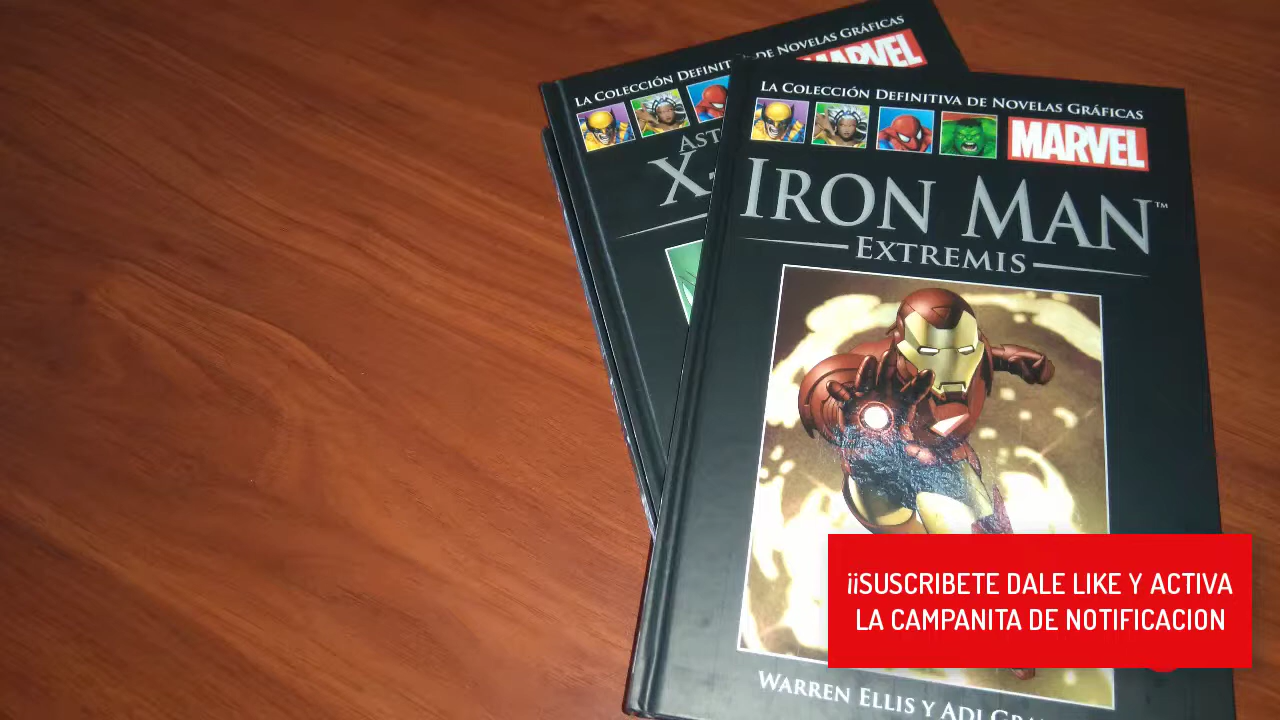 LA COLECCIÓN DEFINITIVA DE NOVELAS GRÁFICAS
MARVEL
X-
LA COLECCIÓN DEFINITIVA DE NOVELAS GRÁFICAS
MARVEL
IRON MAN™
EXTREMIS
WARREN ELLIS Y ADI
¡¡SUSCRIBETE DALE LIKE Y ACTIVA
LA CAMPANITA DE NOTIFICACION